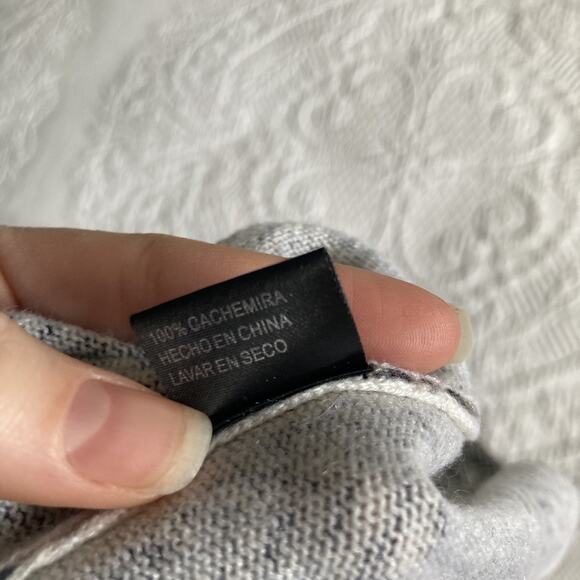 100% CACHEMIRA
HECHO EN CHINA
LAVAR EN SECO